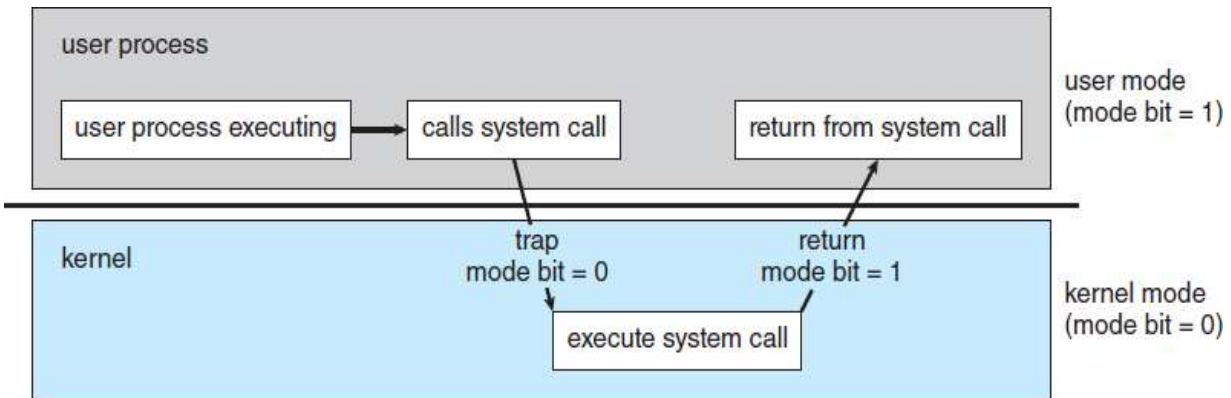 user process
user process executing
calls system call
return from system call
user mode
(mode bit = 1)
kernel
trap
mode bit = 0
return
mode bit = 1
execute system call
kernel mode
(mode bit = 0)